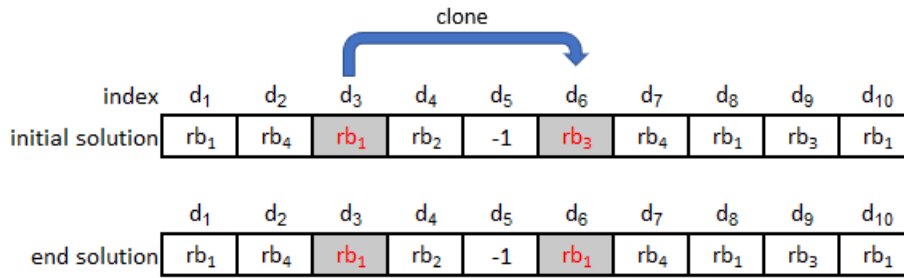 clone
index d₁ d₂ d₃ d₄ d₅ d₆ d₇ d₈ d₉ d₁₀
initial solution rb₁ rb₄ rb₁ rb₂ -1 rb₃ rb₄ rb₁ rb₃ rb₁
d₁ d₂ d₃ d₄ d₅ d₆ d₇ d₈ d₉ d₁₀
end solution rb₁ rb₄ rb₁ rb₂ -1 rb₁ rb₄ rb₁ rb₃ rb₁